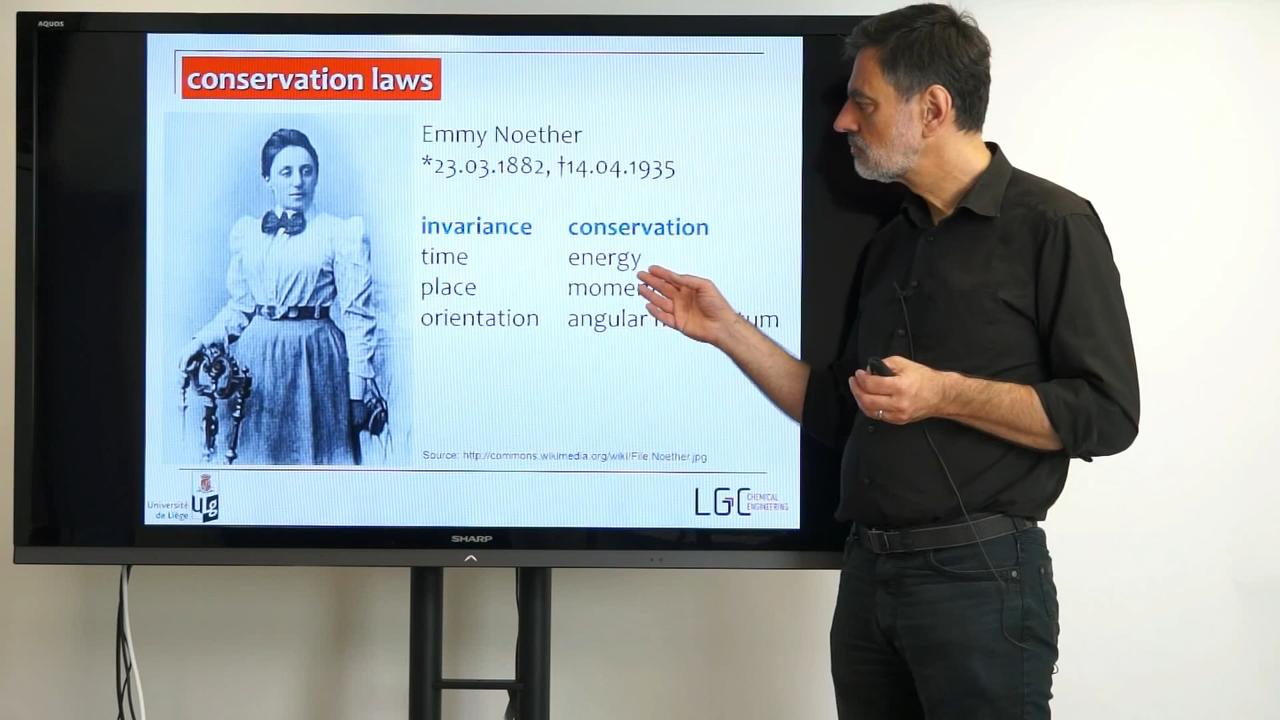 AQUOS
conservation laws
Emmy Noether
*23.03.1882, †14.04.1935
invariance conservation
time energy
place
orientation angular
Source: http://commons.wikimedia.org/wiki/File:Noether.jpg
Université
de Liège
ULg
LGC CHEMICAL
ENGINEERING
SHARP